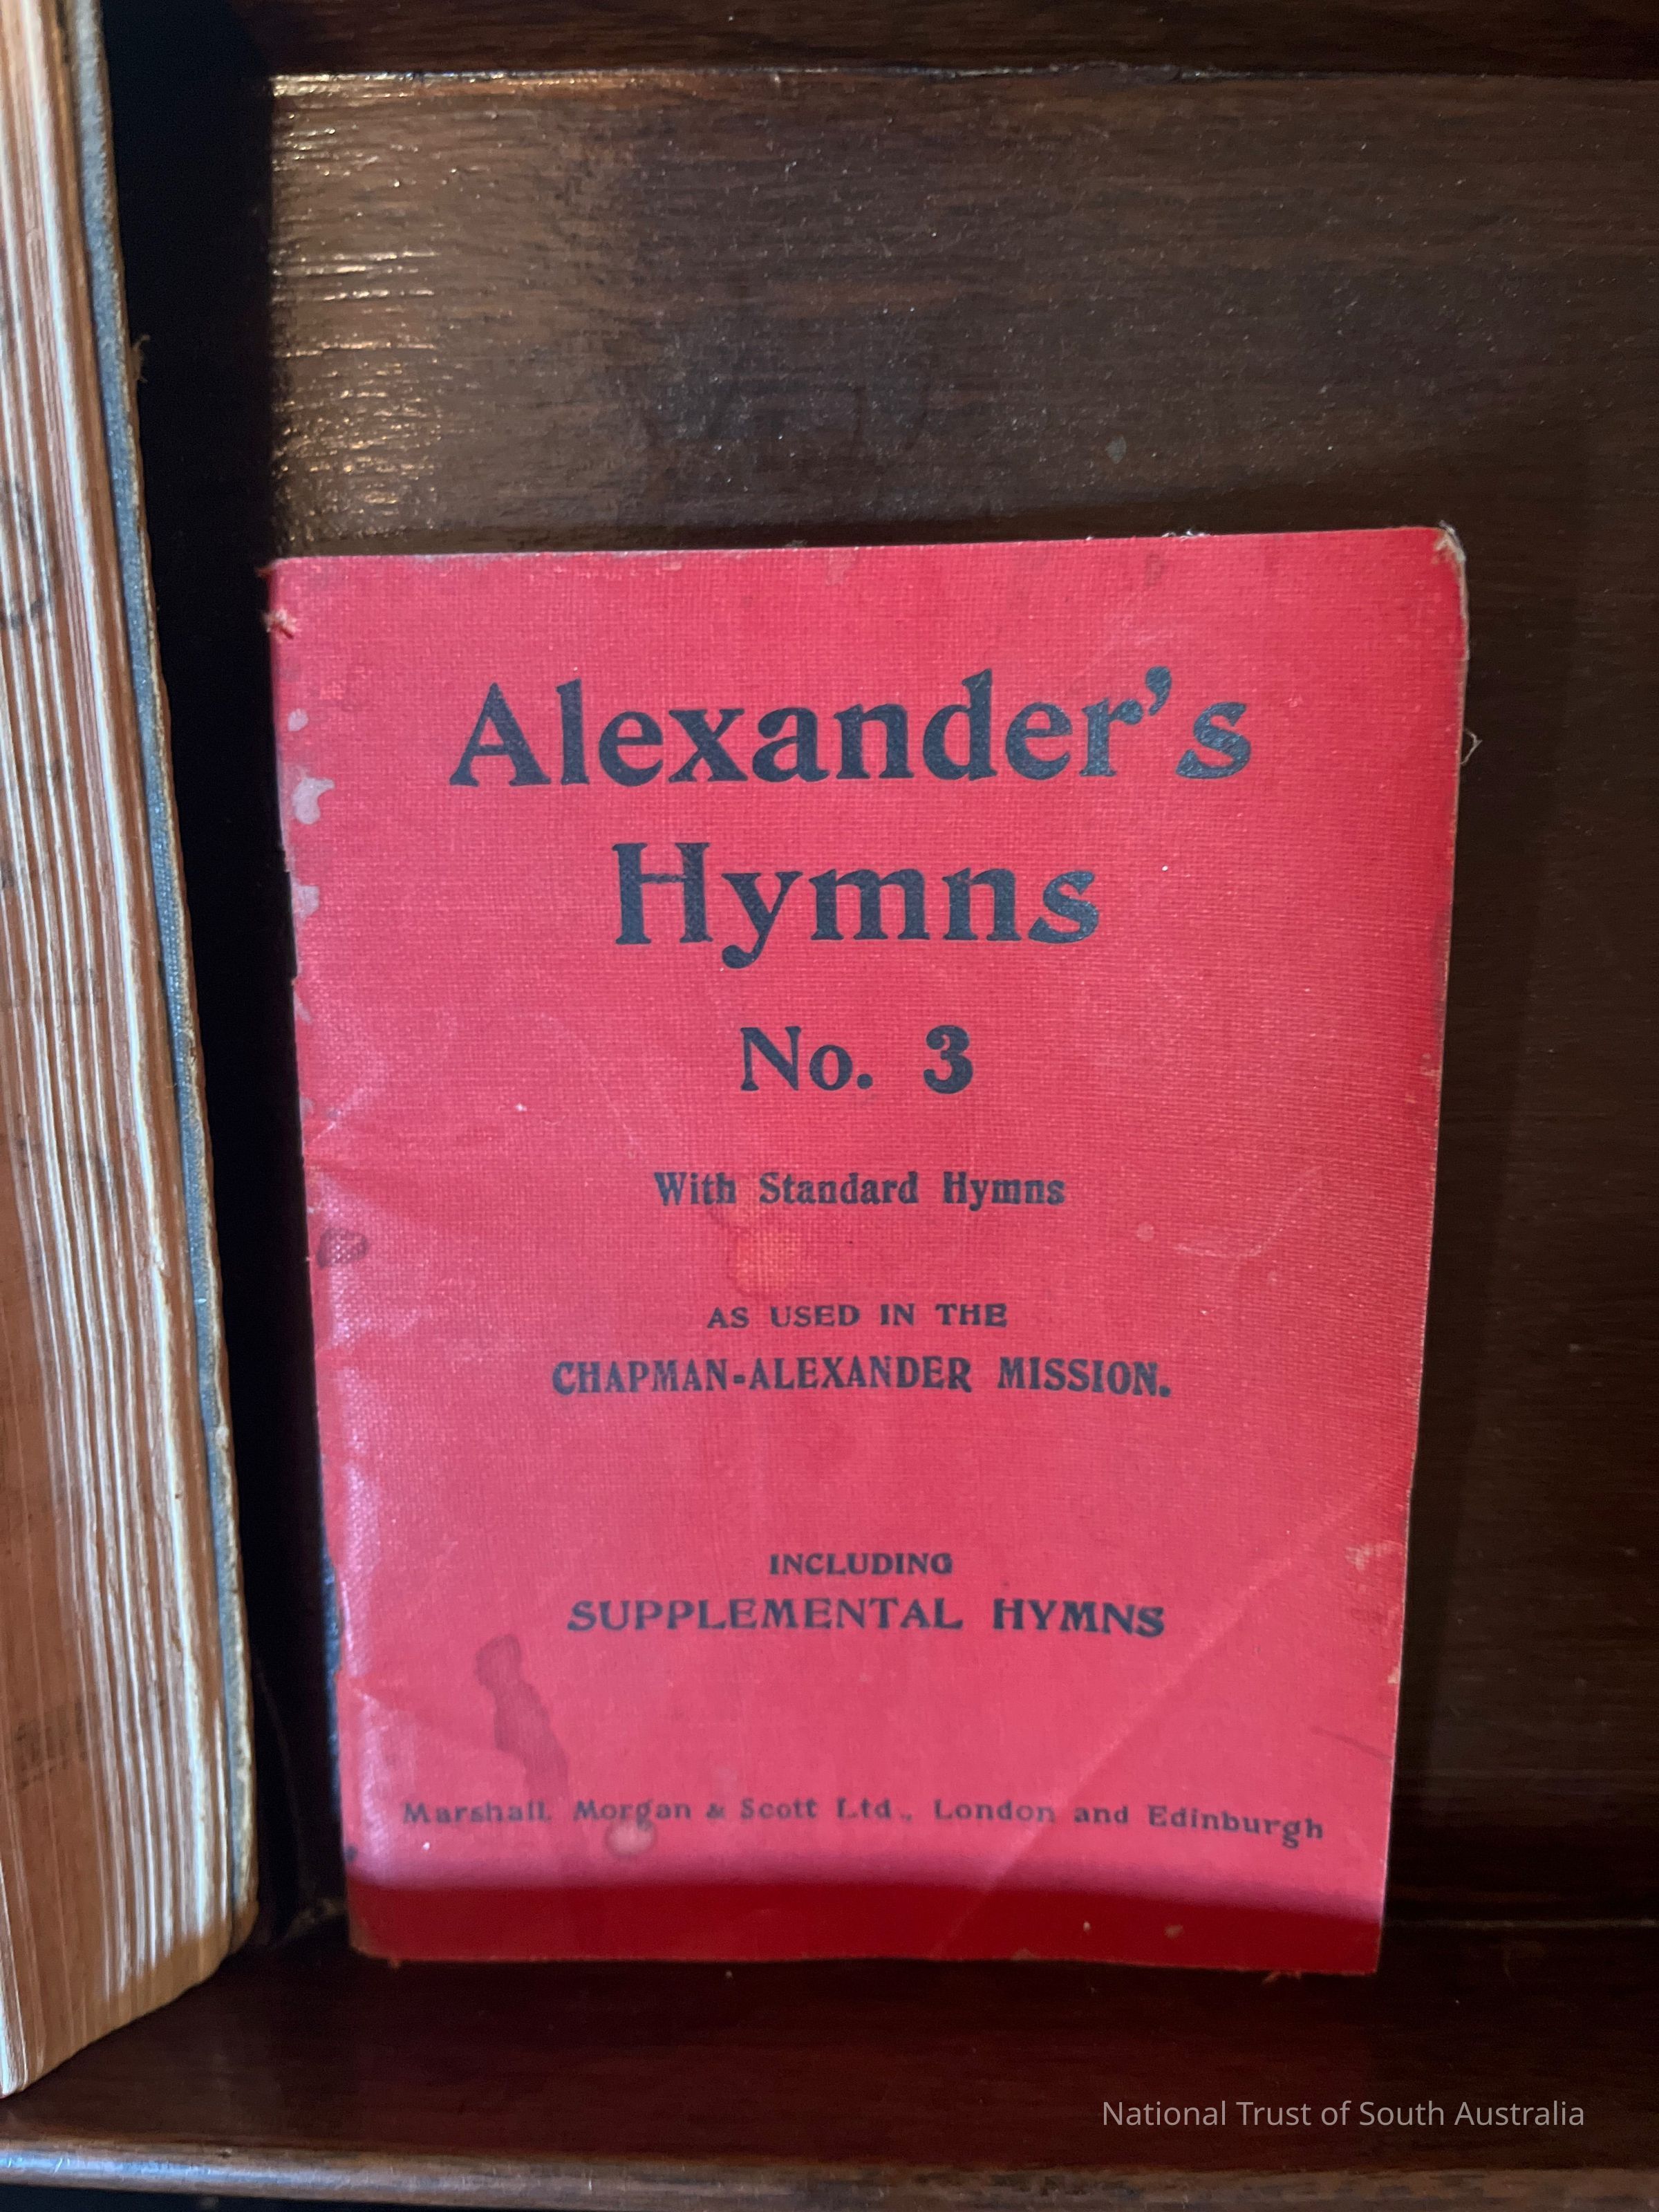 Alexander's
Hymns
No. 3
With Standard Hymns
AS USED IN THE
CHAPMAN-ALEXANDER MISSION.
INCLUDING
SUPPLEMENTAL HYMNS
Marshall, Morgan & Scott Ltd., London and Edinburgh
National Trust of South Australia